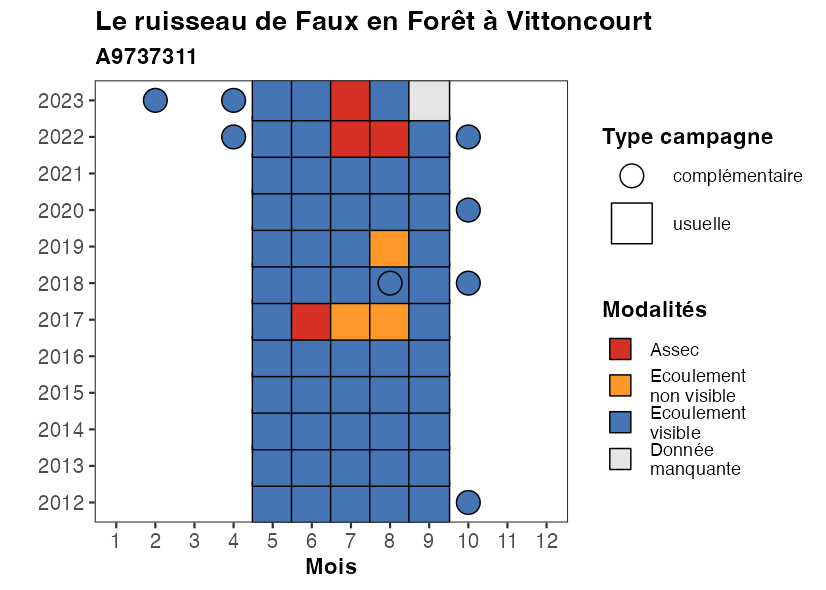 Le ruisseau de Faux en Forêt à Vittoncourt
A9737311
2023
2022
2021
2020
2019
2018
2017
2016
2015
2014
2013
2012
1 2 3 4 5 6 7 8 9 10 11 12
Mois
Type campagne
complémentaire
usuelle
Modalités
Assec
Ecoulement
non visible
Ecoulement
visible
Donnée
manquante